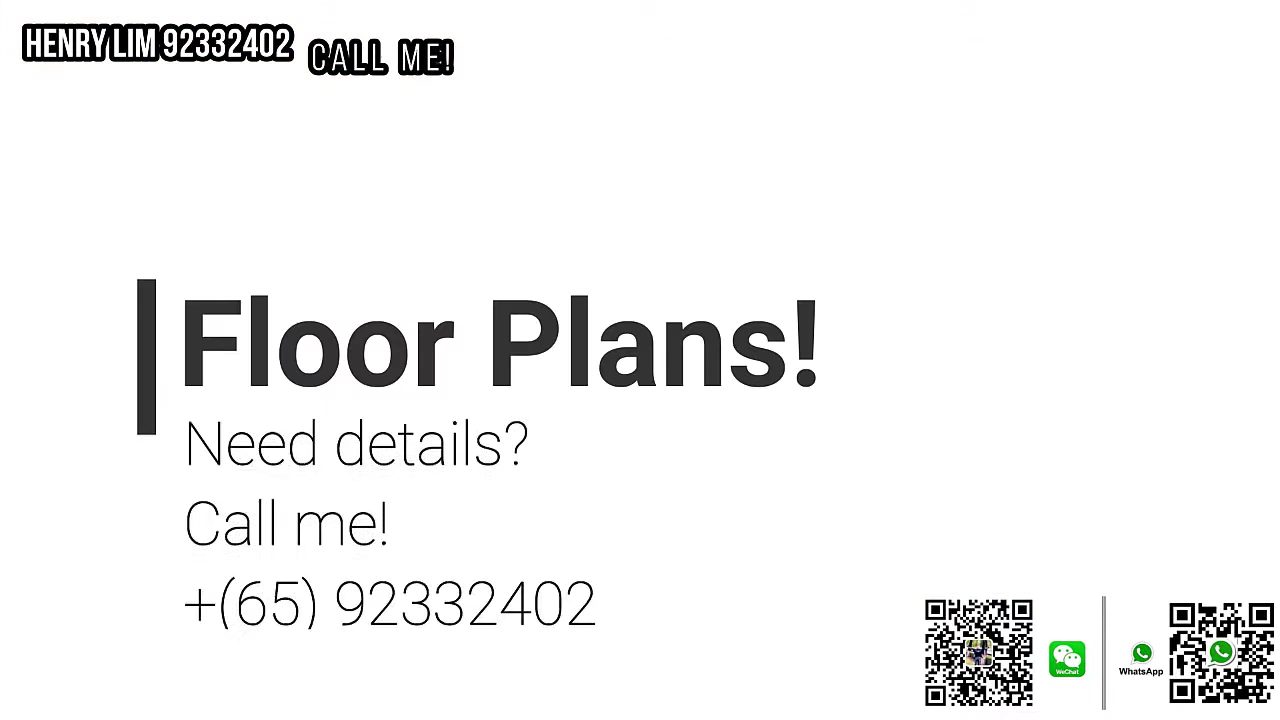 HENRY LIM 92332402 CALL ME!
Floor Plans!
Need details?
Call me!
+(65) 92332402
WeChat
WhatsApp